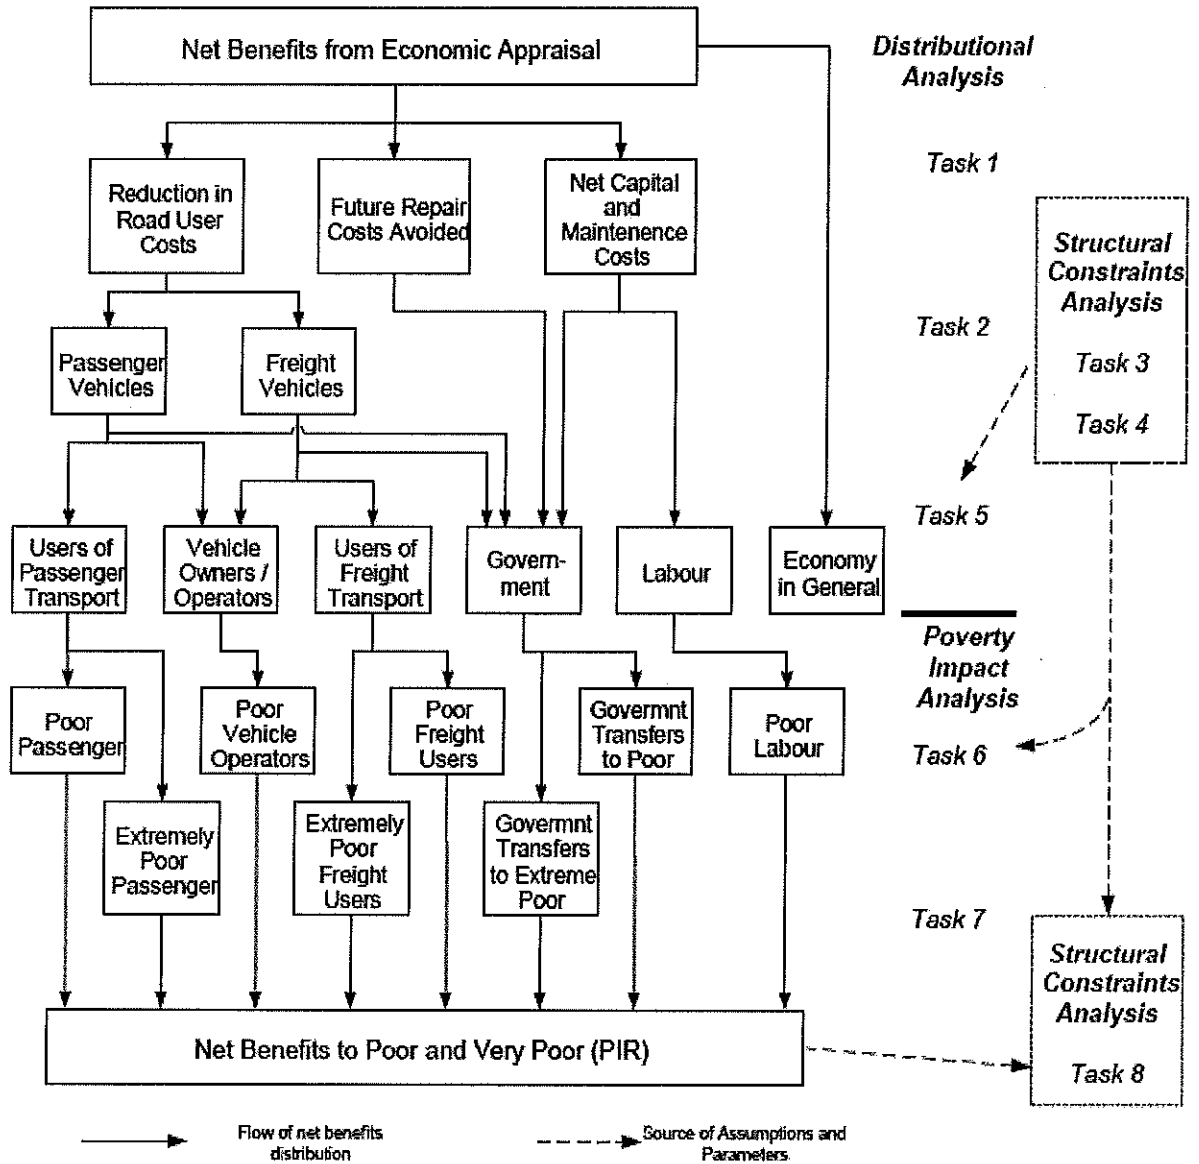 Net Benefits from Economic Appraisal
Distributional
Analysis
Task 1
Reduction in
Road User
Costs
Future Repair
Costs Avoided
Net Capital
and
Maintenence
Costs
Structural
Constraints
Analysis
Task 3
Task 4
Task 2
Passenger
Vehicles
Freight
Vehicles
Task 5
Users of
Passenger
Transport
Vehicle
Owners /
Operators
Users of
Freight
Transport
Govern-
ment
Labour
Economy
in General
Poverty
Impact
Analysis
Poor
Passenger
Poor
Vehicle
Operators
Poor
Freight
Users
Govermnt
Transfers
to Poor
Poor
Labour
Task 6
Extremely
Poor
Passenger
Extremely
Poor
Freight
Users
Govermnt
Transfers
to Extreme
Poor
Task 7
Structural
Constraints
Analysis
Task 8
Net Benefits to Poor and Very Poor (PIR)
Flow of net benefits
distribution
Source of Assumptions and
Parameters